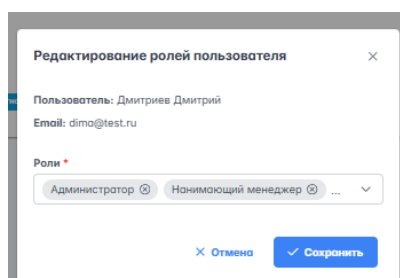 Редактирование ролей пользователя
Пользователь: Дмитриев Дмитрий
Email: dima@test.ru
Роли *
Администратор Нанимающий менеджер ...
Отмена Сохранить